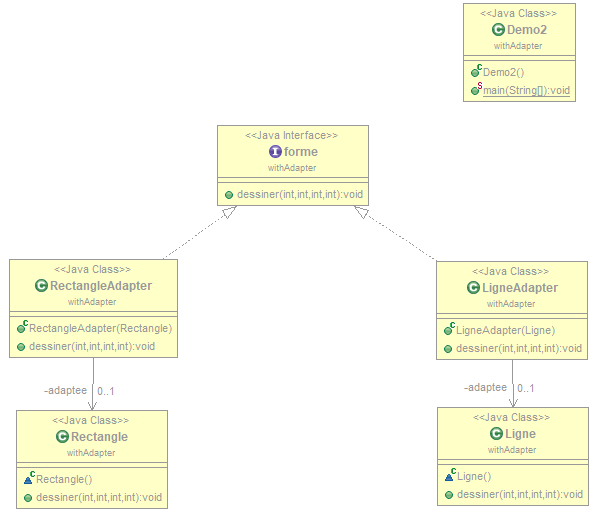 <<Java Class>>
Demo2
withAdapter
Demo2()
main(String[]):void
<<Java Interface>>
forme
withAdapter
dessiner(int,int,int,int):void
<<Java Class>>
RectangleAdapter
withAdapter
RectangleAdapter(Rectangle)
dessiner(int,int,int,int):void
<<Java Class>>
LigneAdapter
withAdapter
LigneAdapter(Ligne)
dessiner(int,int,int,int):void
-adaptee 0..1
-adaptee 0..1
<<Java Class>>
Rectangle
withAdapter
Rectangle()
dessiner(int,int,int,int):void
<<Java Class>>
Ligne
withAdapter
Ligne()
dessiner(int,int,int,int):void